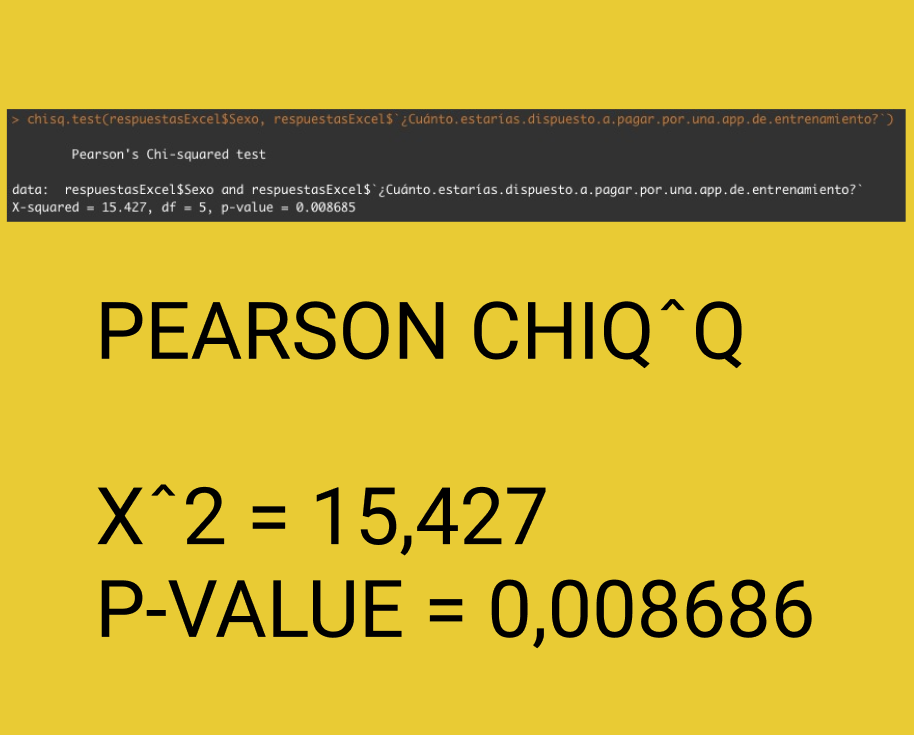 > chisq.test(respuestasExcel$Sexo, respuestasExcel$`¿Cuánto.estarías.dispuesto.a.pagar.por.una.app.de.entrenamiento?`)
Pearson's Chi-squared test
data:  respuestasExcel$Sexo and respuestasExcel$`¿Cuánto.estarías.dispuesto.a.pagar.por.una.app.de.entrenamiento?`
X-squared = 15.427, df = 5, p-value = 0.008685
PEARSON CHIQ^Q
X^2 = 15,427
P-VALUE = 0,008686